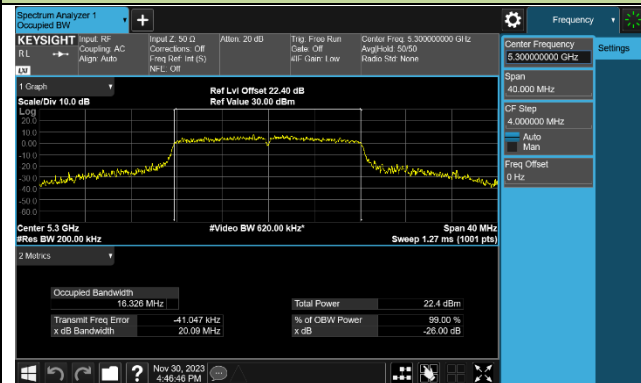 Spectrum Analyzer 1
Occupied BW
Frequency
KEYSIGHT
Input: RF
Input Z: 50 Ω
Atten: 20 dB
Trig: Free Run
Center Freq: 5.300000000 GHz
RL
Coupling: AC
Corrections: Off
Gate: Off
Avg|Hold: 50/50
Align: Auto
Freq Ref: Int (S)
#IF Gain: Low
Radio Std: None
LXI
NFE: Off
Center Frequency
5.300000000 GHz
Settings
Span
40.000 MHz
CF Step
4.000000 MHz
Auto
Man
Freq Offset
0 Hz
1 Graph
Ref Lvl Offset 22.40 dB
Scale/Div 10.0 dB
Ref Value 30.00 dBm
Log
20.0
10.0
0.00
-10.0
-20.0
-30.0
-40.0
-50.0
-60.0
Center 5.3 GHz
#Video BW 620.00 kHz*
Span 40 MHz
#Res BW 200.00 kHz
Sweep 1.27 ms (1001 pts)
2 Metrics
Occupied Bandwidth
16.326 MHz
Total Power
22.4 dBm
Transmit Freq Error
-41.047 kHz
% of OBW Power
99.00 %
x dB Bandwidth
20.09 MHz
x dB
-26.00 dB
?
Nov 30, 2023
4:46:46 PM